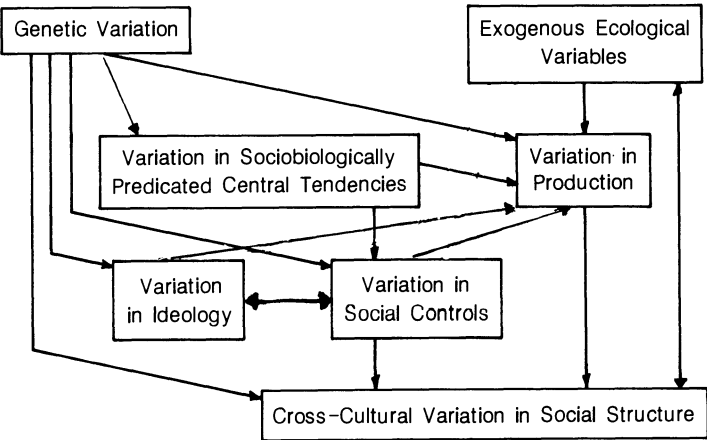 Genetic Variation
Exogenous Ecological
Variables
Variation in Sociobiologically
Predicated Central Tendencies
Variation in
Production
Variation
in Ideology
Variation in
Social Controls
Cross-Cultural Variation in Social Structure